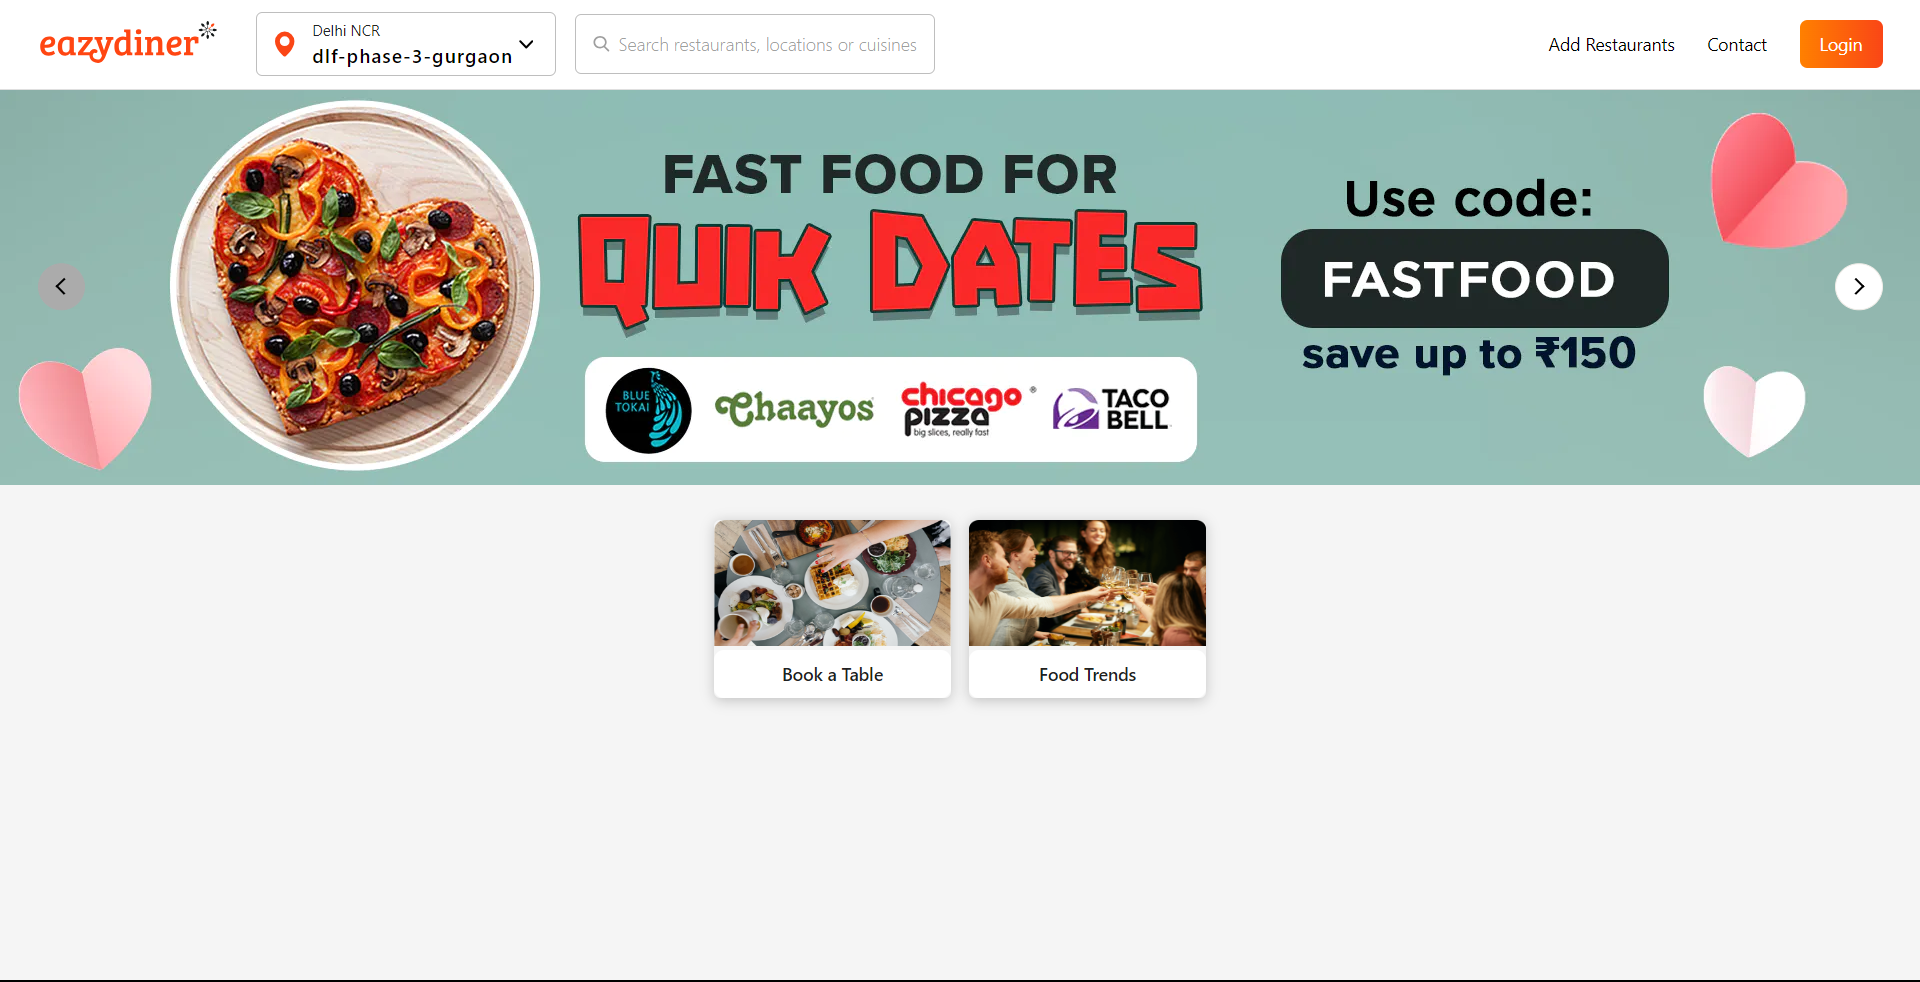 eazydiner
Delhi NCR
dlf-phase-3-gurgaon
Search restaurants, locations or cuisines
Add Restaurants
Contact
Login
FAST FOOD FOR
QUIK DATES
BLUE
TOKAI
Chaayos
chicago
pizza
big slices, really fast
TACO
BELL
Use code:
FASTFOOD
save up to ₹150
Book a Table
Food Trends